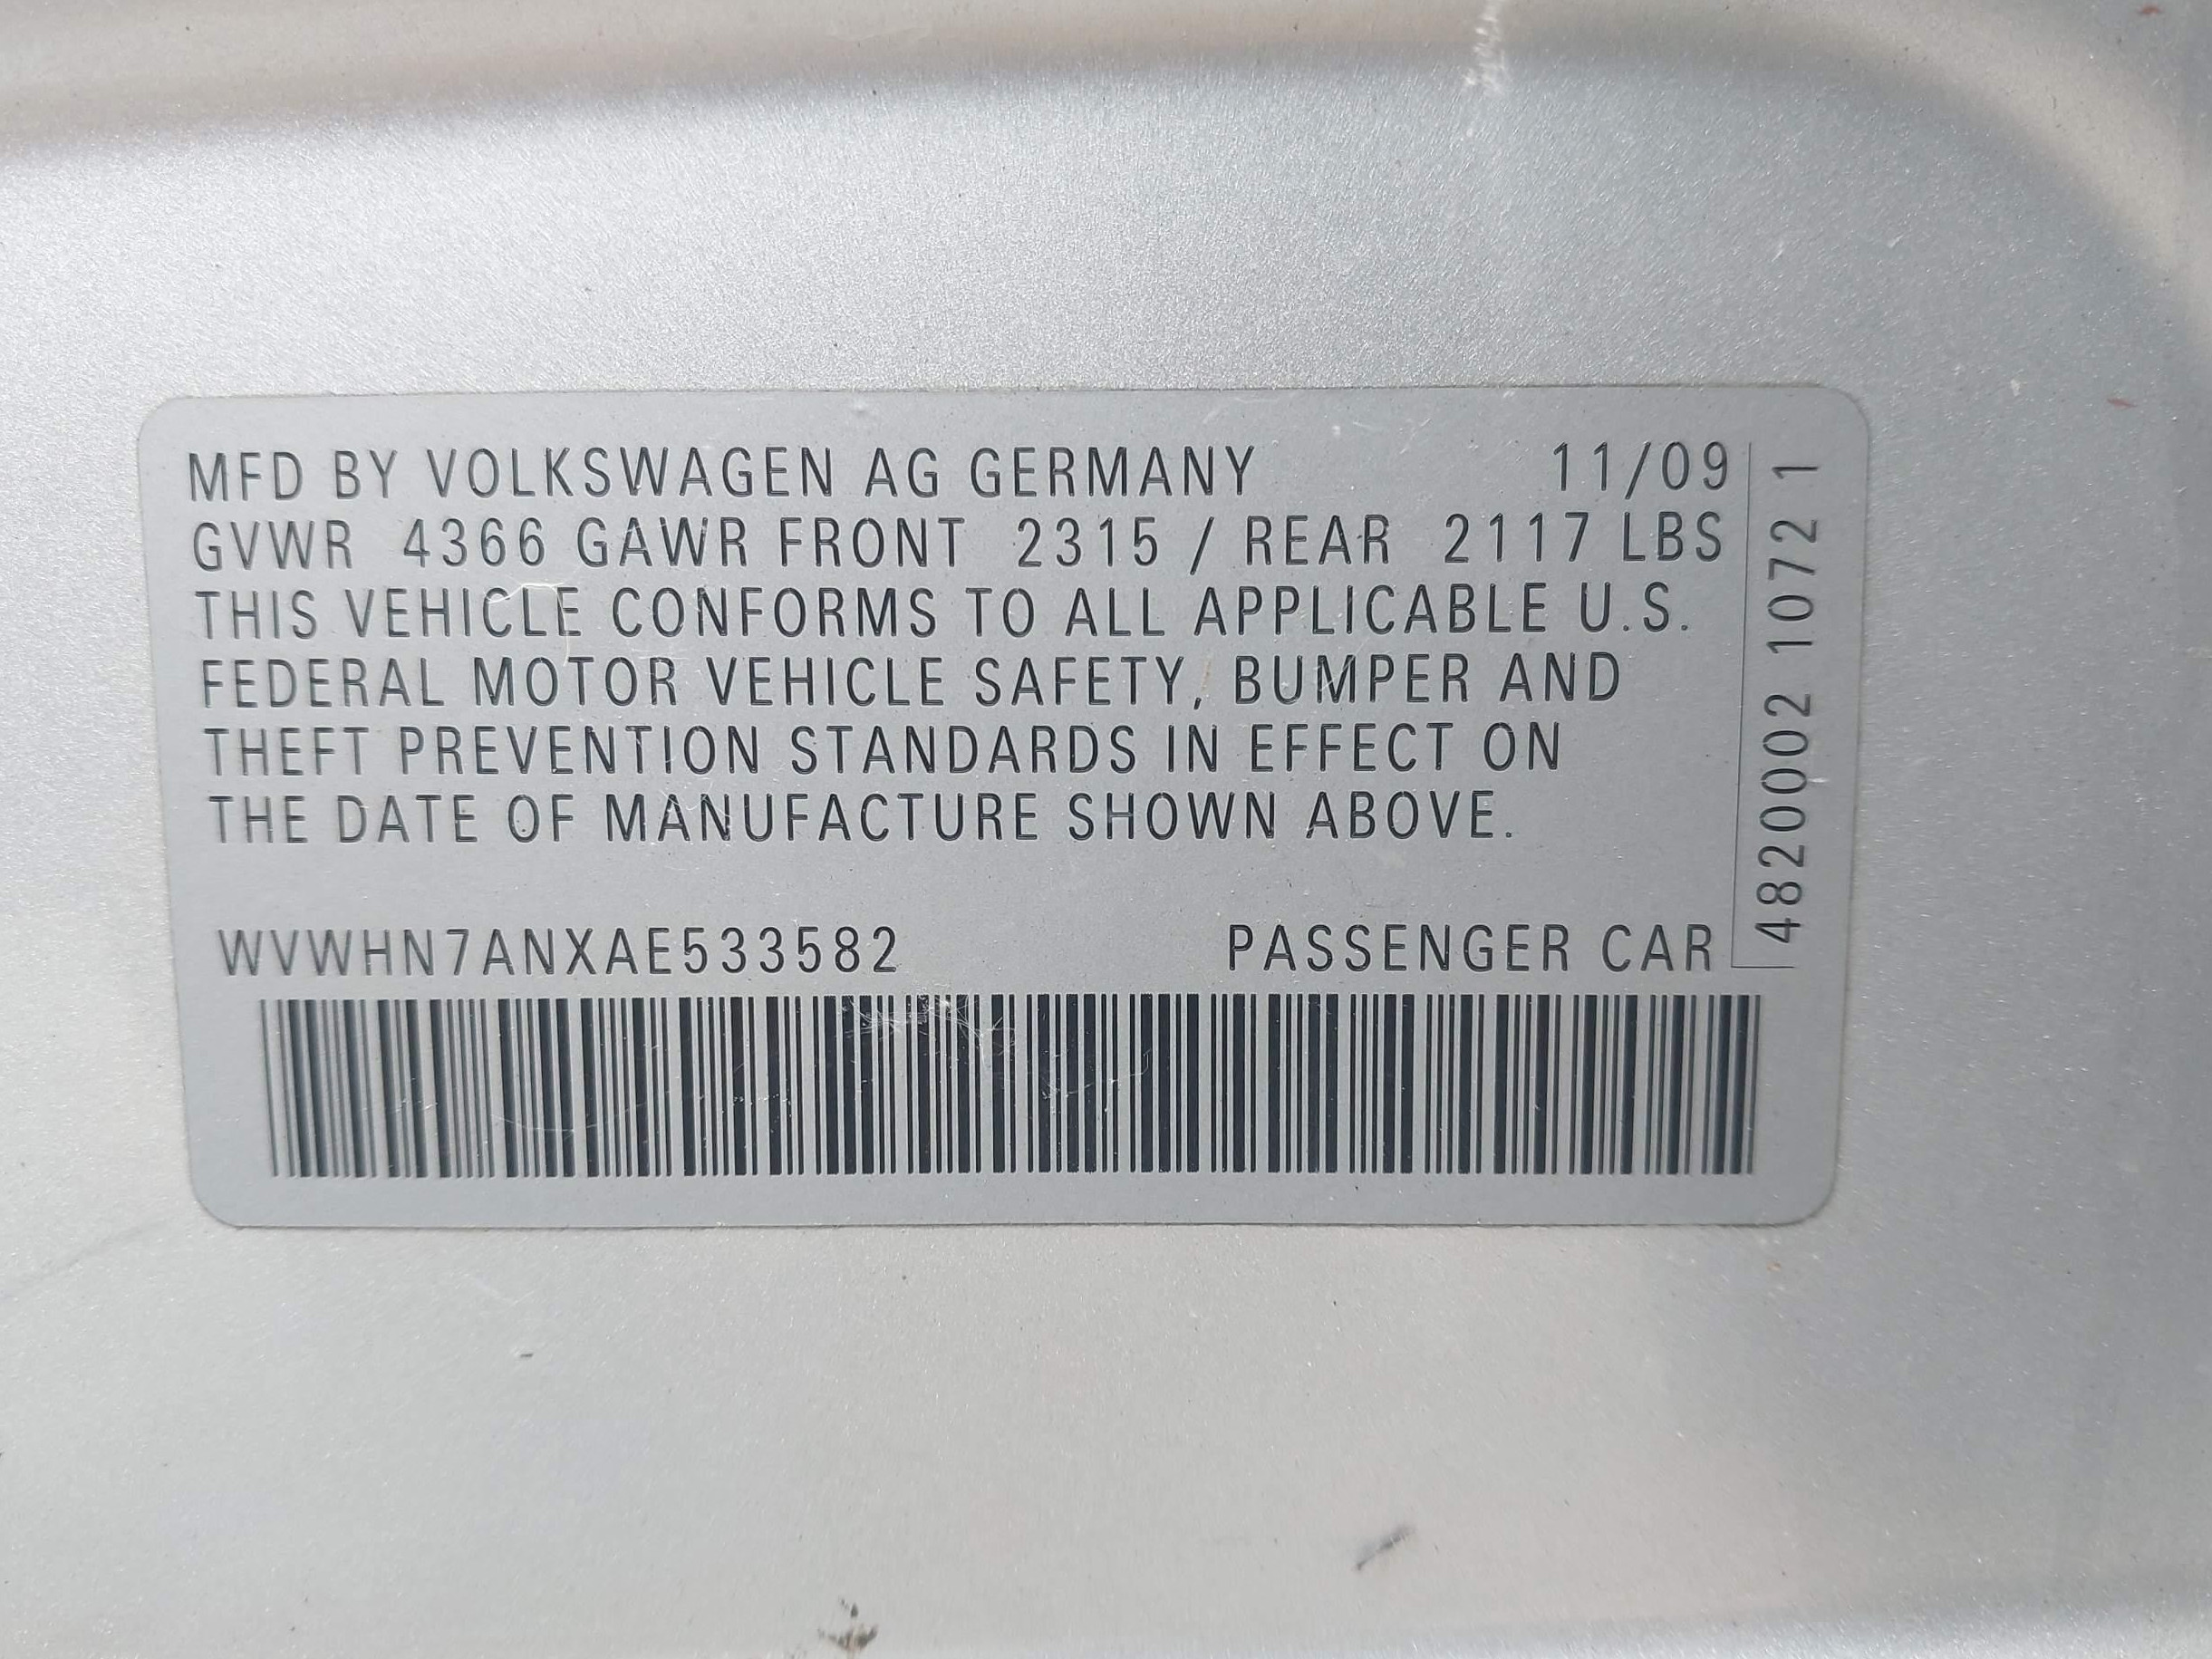 MFD BY VOLKSWAGEN AG GERMANY 11/09
GVWR 4366 GAWR FRONT 2315 / REAR 2117 LBS
THIS VEHICLE CONFORMS TO ALL APPLICABLE U.S.
FEDERAL MOTOR VEHICLE SAFETY, BUMPER AND
THEFT PREVENTION STANDARDS IN EFFECT ON
THE DATE OF MANUFACTURE SHOWN ABOVE.
WVWHN7ANXAE533582 PASSENGER CAR
4820002 1072 1